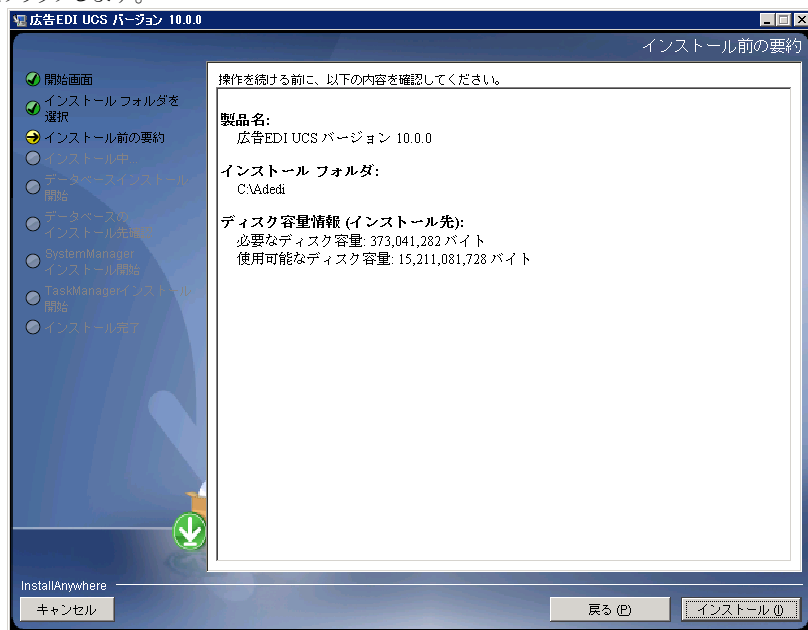 クリックします。
広告EDI UCS バージョン 10.0.0
インストール前の要約
開始画面
インストール フォルダを
選択
インストール前の要約
インストール中...
データベースインストール
開始
データベースの
インストール先確認
SystemManager
インストール開始
TaskManagerインストール
開始
インストール完了
操作を続ける前に、以下の内容を確認してください。
製品名:
広告EDI UCS バージョン 10.0.0
インストール フォルダ:
C:\Adedi
ディスク容量情報 (インストール先):
必要なディスク容量: 373,041,282 バイト
使用可能なディスク容量: 15,211,081,728 バイト
InstallAnywhere
キャンセル
戻る (P)
インストール (I)